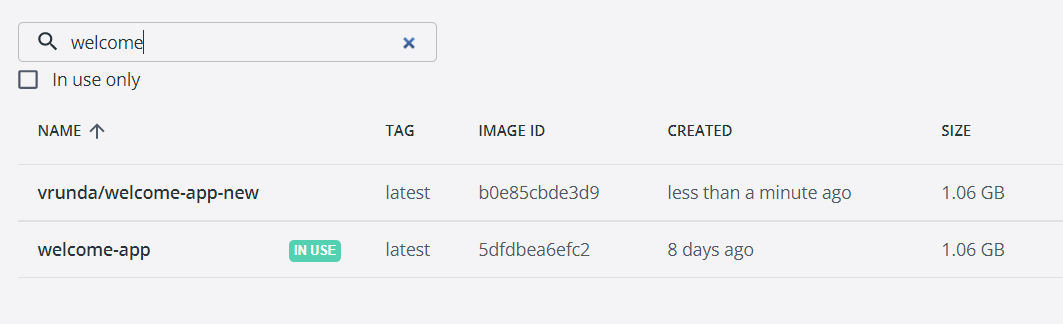 welcome
In use only
NAME TAG IMAGE ID CREATED SIZE
vrunda/welcome-app-new latest b0e85cbde3d9 less than a minute ago 1.06 GB
welcome-app IN USE latest 5dfdbea6efc2 8 days ago 1.06 GB